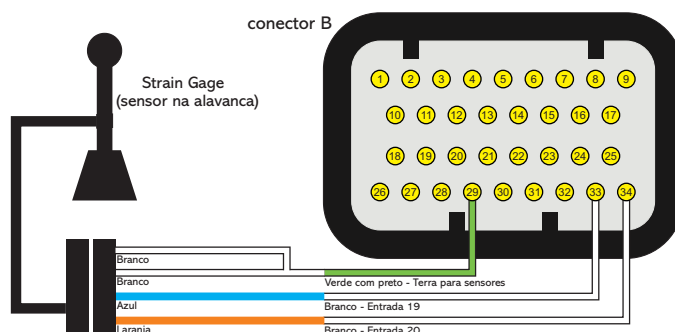 conector B
Strain Gage
(sensor na alavanca)
1 2 3 4 5 6 7 8 9
10 11 12 13 14 15 16 17
18 19 20 21 22 23 24 25
26 27 28 29 30 31 32 33 34
Branco
Branco
Verde com preto - Terra para sensores
Azul
Branco - Entrada 19
Laranja
Branco - Entrada 20